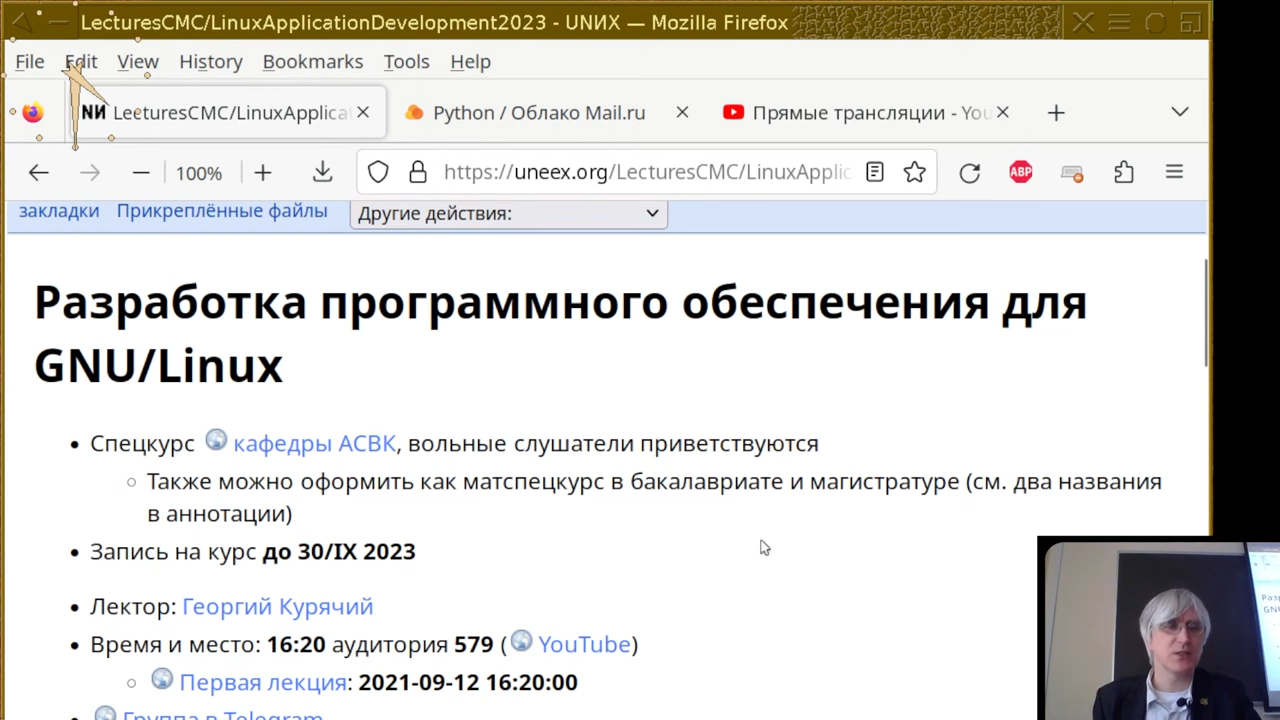 LecturesCMC/LinuxApplicationDevelopment2023 - UNИX — Mozilla Firefox
File Edit View History Bookmarks Tools Help
NИ LecturesCMC/LinuxApplica Python / Облако Mail.ru Прямые трансляции - You
100% https://uneex.org/LecturesCMC/LinuxApplic ABP
закладки Прикреплённые файлы Другие действия:
Разработка программного обеспечения для
GNU/Linux
Спецкурс кафедры АСВК, вольные слушатели приветствуются
Также можно оформить как матспецкурс в бакалавриате и магистратуре (см. два названия
в аннотации)
Запись на курс до 30/IX 2023
Лектор: Георгий Курячий
Время и место: 16:20 аудитория 579 (YouTube)
Первая лекция: 2021-09-12 16:20:00
Группа в Telegram